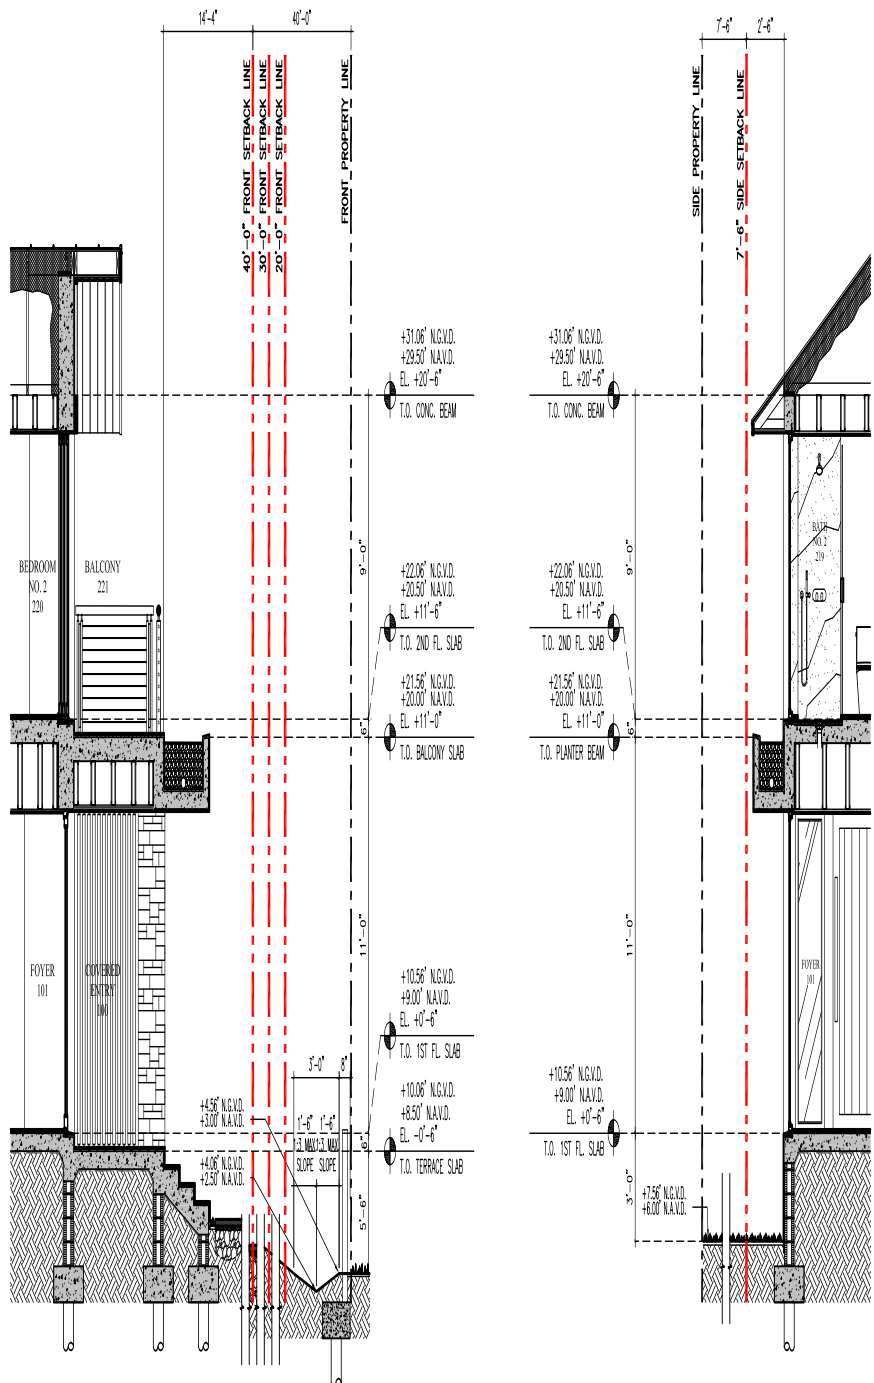 14'-4"
40'-0"
40'-0" FRONT SETBACK LINE
30'-0" FRONT SETBACK LINE
20'-0" FRONT SETBACK LINE
FRONT PROPERTY LINE
+31.06' N.G.V.D.
+29.50' N.A.V.D.
EL. +20'-6"
T.O. CONC. BEAM
9'-0"
BEDROOM
NO. 2
220
BALCONY
221
+22.06' N.G.V.D.
+20.50' N.A.V.D.
EL. +11'-6"
T.O. 2ND FL. SLAB
+21.56' N.G.V.D.
+20.00' N.A.V.D.
EL. +11'-0"
T.O. BALCONY SLAB
6"
11'-0"
FOYER
101
COVERED
ENTRY
100
+10.56' N.G.V.D.
+9.00' N.A.V.D.
EL. +0'-6"
T.O. 1ST FL. SLAB
3'-0"
8"
+10.06' N.G.V.D.
+8.50' N.A.V.D.
EL. -0'-6"
T.O. TERRACE SLAB
+4.56' N.G.V.D.
+3.00' N.A.V.D.
1'-6" 1'-6"
1:3 MAX 1:3 MAX
SLOPE SLOPE
6"
+4.06' N.G.V.D.
+2.50' N.A.V.D.
5'-6"
7'-6"
2'-6"
SIDE PROPERTY LINE
7'-6" SIDE SETBACK LINE
+31.06' N.G.V.D.
+29.50' N.A.V.D.
EL. +20'-6"
T.O. CONC. BEAM
9'-0"
BATH
NO. 2
219
+22.06' N.G.V.D.
+20.50' N.A.V.D.
EL. +11'-6"
T.O. 2ND FL. SLAB
+21.56' N.G.V.D.
+20.00' N.A.V.D.
EL. +11'-0"
T.O. PLANTER BEAM
6"
11'-0"
FOYER
101
+10.56' N.G.V.D.
+9.00' N.A.V.D.
EL. +0'-6"
T.O. 1ST FL. SLAB
3'-0"
+7.56' N.G.V.D.
+6.00' N.A.V.D.